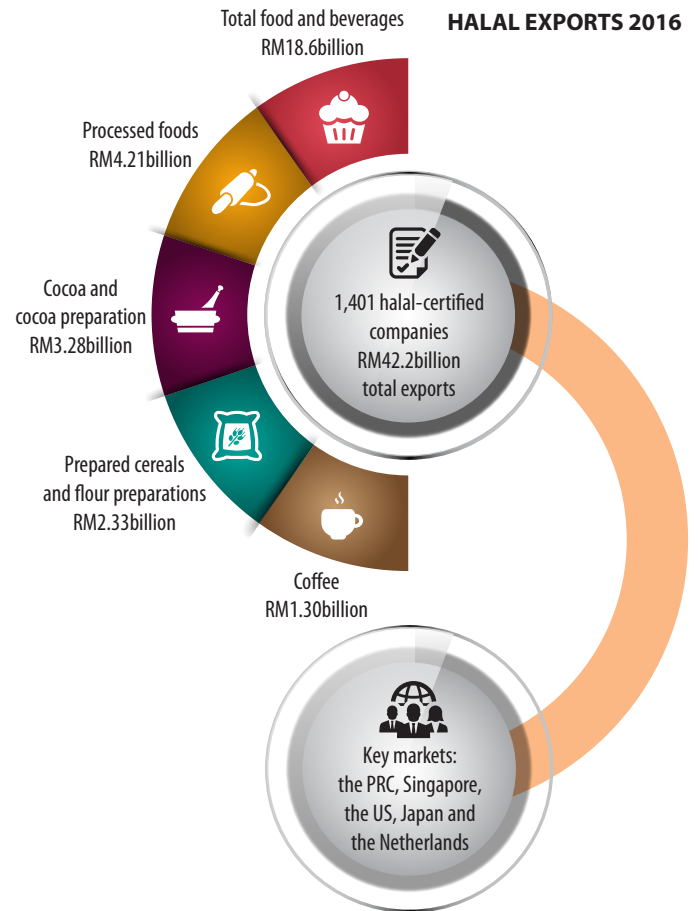 HALAL EXPORTS 2016
Total food and beverages
RM18.6billion
Processed foods
RM4.21billion
Cocoa and
cocoa preparation
RM3.28billion
Prepared cereals
and flour preparations
RM2.33billion
Coffee
RM1.30billion
1,401 halal-certified
companies
RM42.2billion
total exports
Key markets:
the PRC, Singapore,
the US, Japan and
the Netherlands